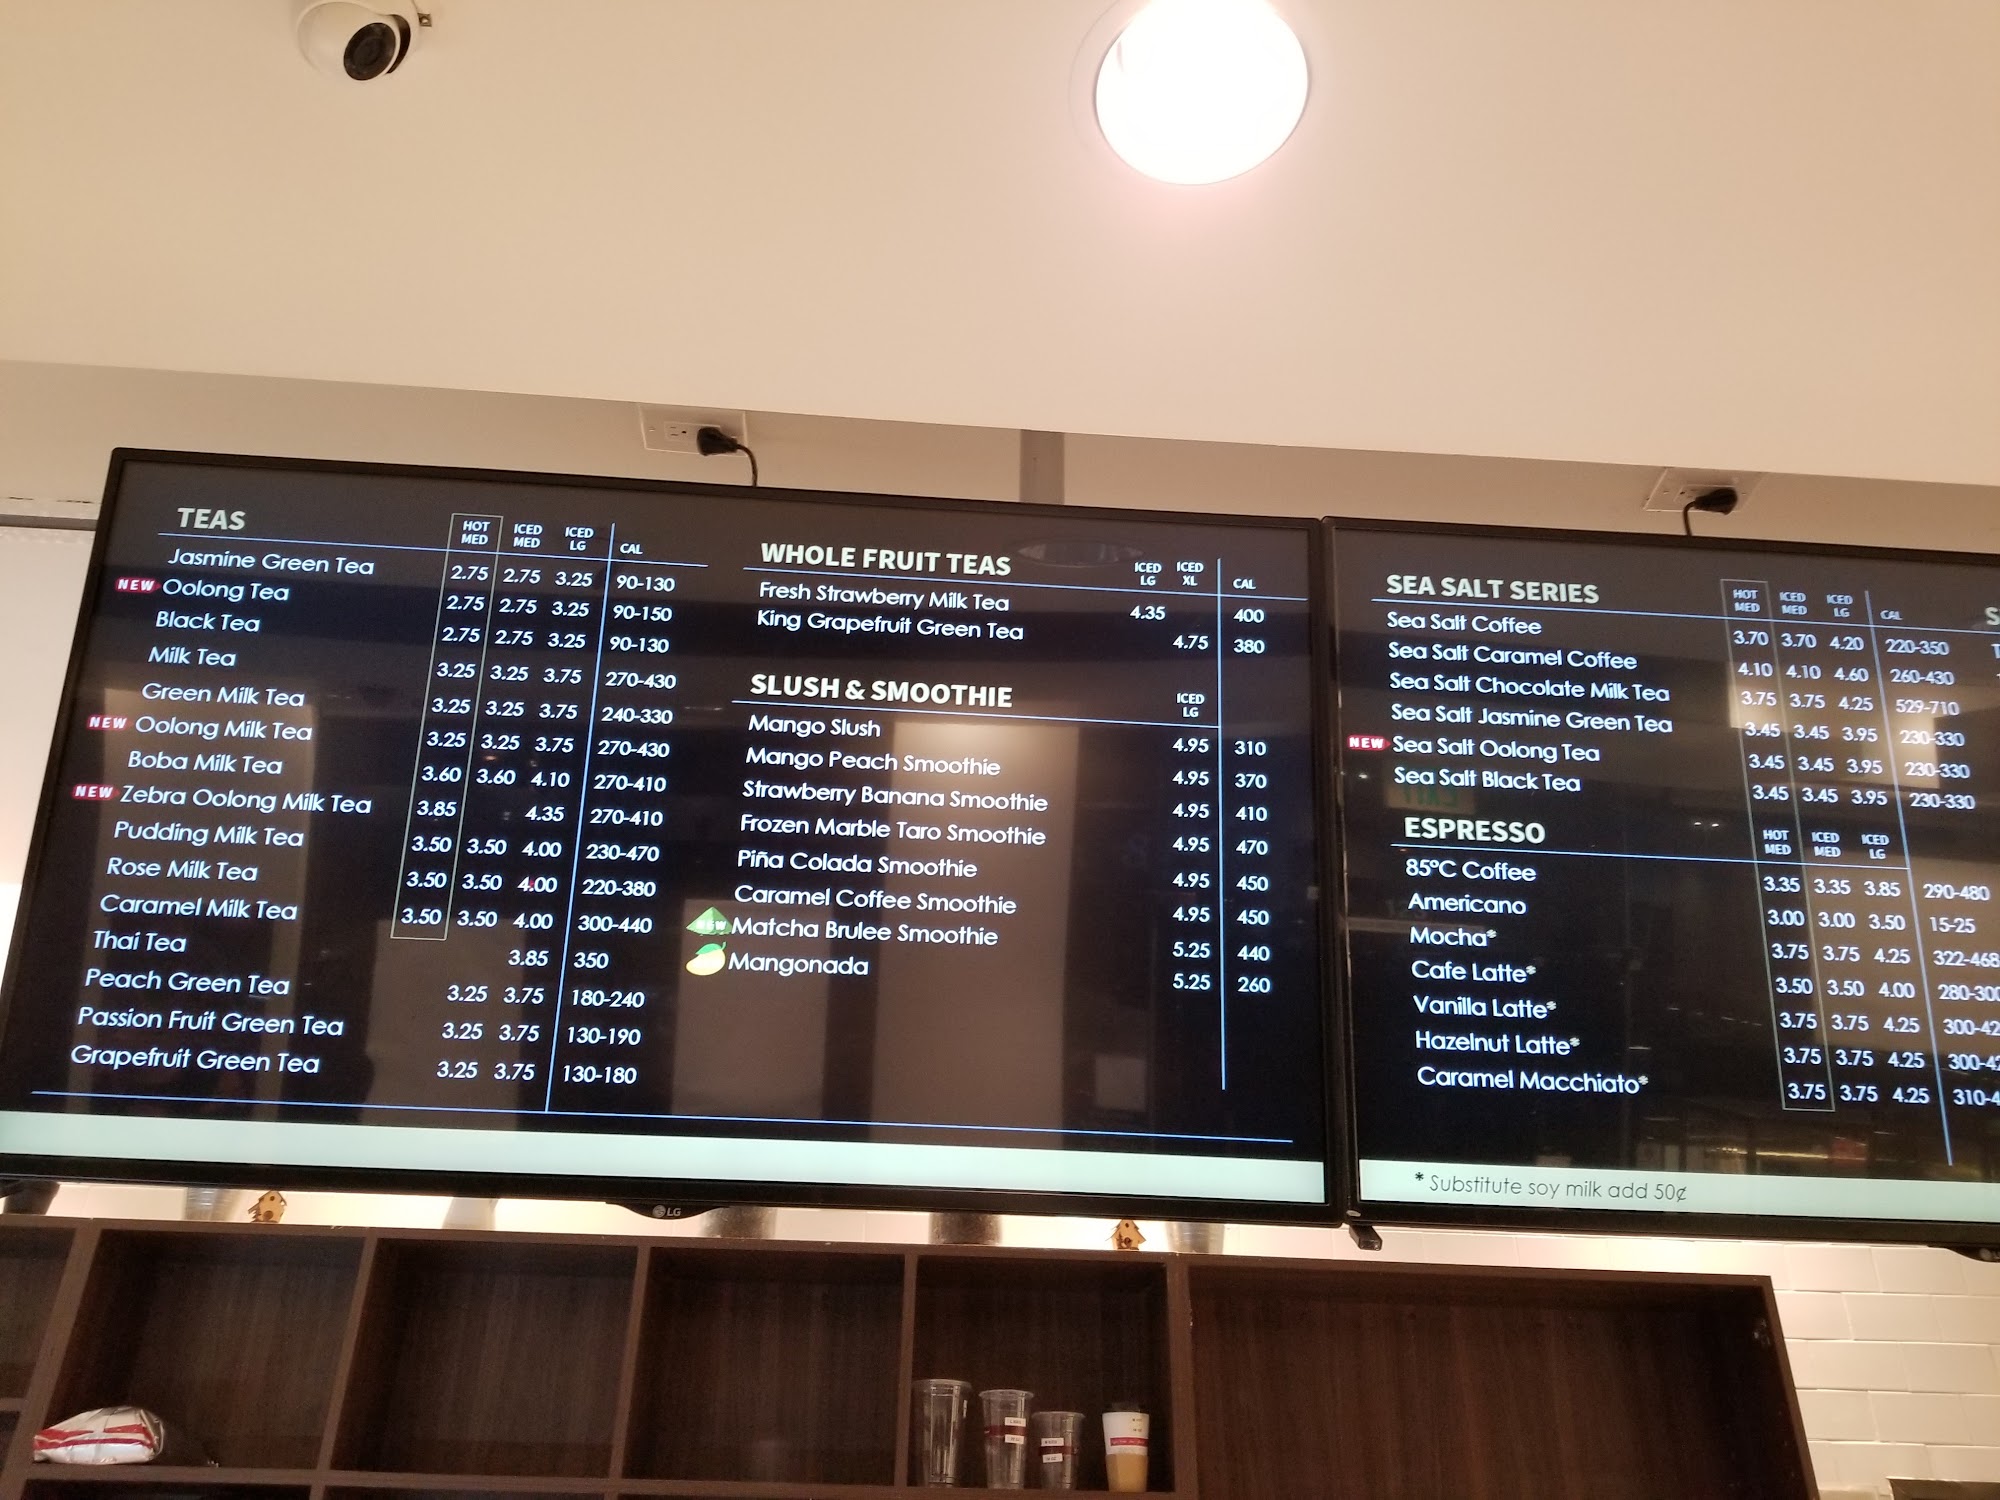 TEAS HOT MED ICED MED ICED LG CAL
Jasmine Green Tea 2.75 2.75 3.25 90-130
NEW Oolong Tea 2.75 2.75 3.25 90-150
Black Tea 2.75 2.75 3.25 90-130
Milk Tea 3.25 3.25 3.75 270-430
Green Milk Tea 3.25 3.25 3.75 240-330
NEW Oolong Milk Tea 3.25 3.25 3.75 270-430
Boba Milk Tea 3.60 3.60 4.10 270-410
NEW Zebra Oolong Milk Tea 3.85 4.35 270-410
Pudding Milk Tea 3.50 3.50 4.00 230-470
Rose Milk Tea 3.50 3.50 4.00 220-380
Caramel Milk Tea 3.50 3.50 4.00 300-440
Thai Tea 3.85 350
Peach Green Tea 3.25 3.75 180-240
Passion Fruit Green Tea 3.25 3.75 130-190
Grapefruit Green Tea 3.25 3.75 130-180
WHOLE FRUIT TEAS ICED LG ICED XL CAL
Fresh Strawberry Milk Tea 4.35 400
King Grapefruit Green Tea 4.75 380
SLUSH & SMOOTHIE ICED LG
Mango Slush 4.95 310
Mango Peach Smoothie 4.95 370
Strawberry Banana Smoothie 4.95 410
Frozen Marble Taro Smoothie 4.95 470
Piña Colada Smoothie 4.95 450
Caramel Coffee Smoothie 4.95 450
NEW Matcha Brulee Smoothie 5.25 440
Mangonada 5.25 260
SEA SALT SERIES HOT MED ICED MED ICED LG CAL
Sea Salt Coffee 3.70 3.70 4.20 220-350
Sea Salt Caramel Coffee 4.10 4.10 4.60 260-430
Sea Salt Chocolate Milk Tea 3.75 3.75 4.25 529-710
Sea Salt Jasmine Green Tea 3.45 3.45 3.95 230-330
NEW Sea Salt Oolong Tea 3.45 3.45 3.95 230-330
Sea Salt Black Tea 3.45 3.45 3.95 230-330
ESPRESSO HOT MED ICED MED ICED LG
85°C Coffee 3.35 3.35 3.85 290-480
Americano 3.00 3.00 3.50 15-25
Mocha* 3.75 3.75 4.25 322-468
Cafe Latte* 3.50 3.50 4.00 280-300
Vanilla Latte* 3.75 3.75 4.25 300-42
Hazelnut Latte* 3.75 3.75 4.25 300-42
Caramel Macchiato* 3.75 3.75 4.25 310-4
* Substitute soy milk add 50¢
LG